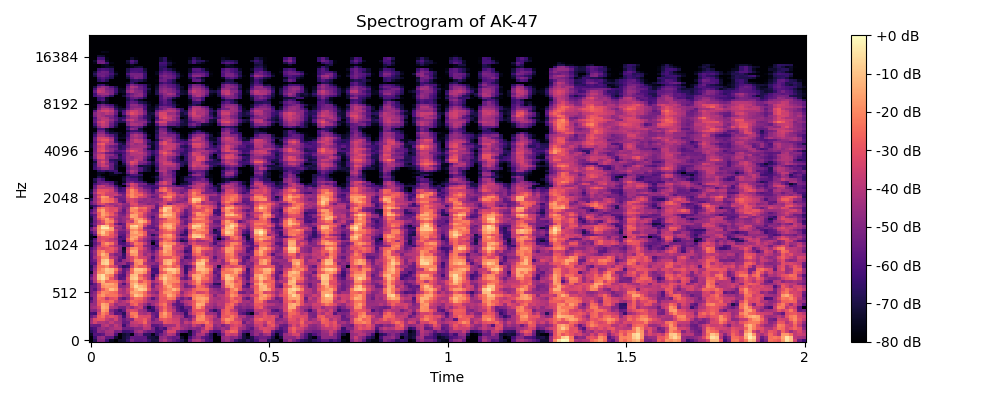 Spectrogram of AK-47
16384
8192
4096
2048
1024
512
0
Hz
0
0.5
1
1.5
2
Time
+0 dB
-10 dB
-20 dB
-30 dB
-40 dB
-50 dB
-60 dB
-70 dB
-80 dB